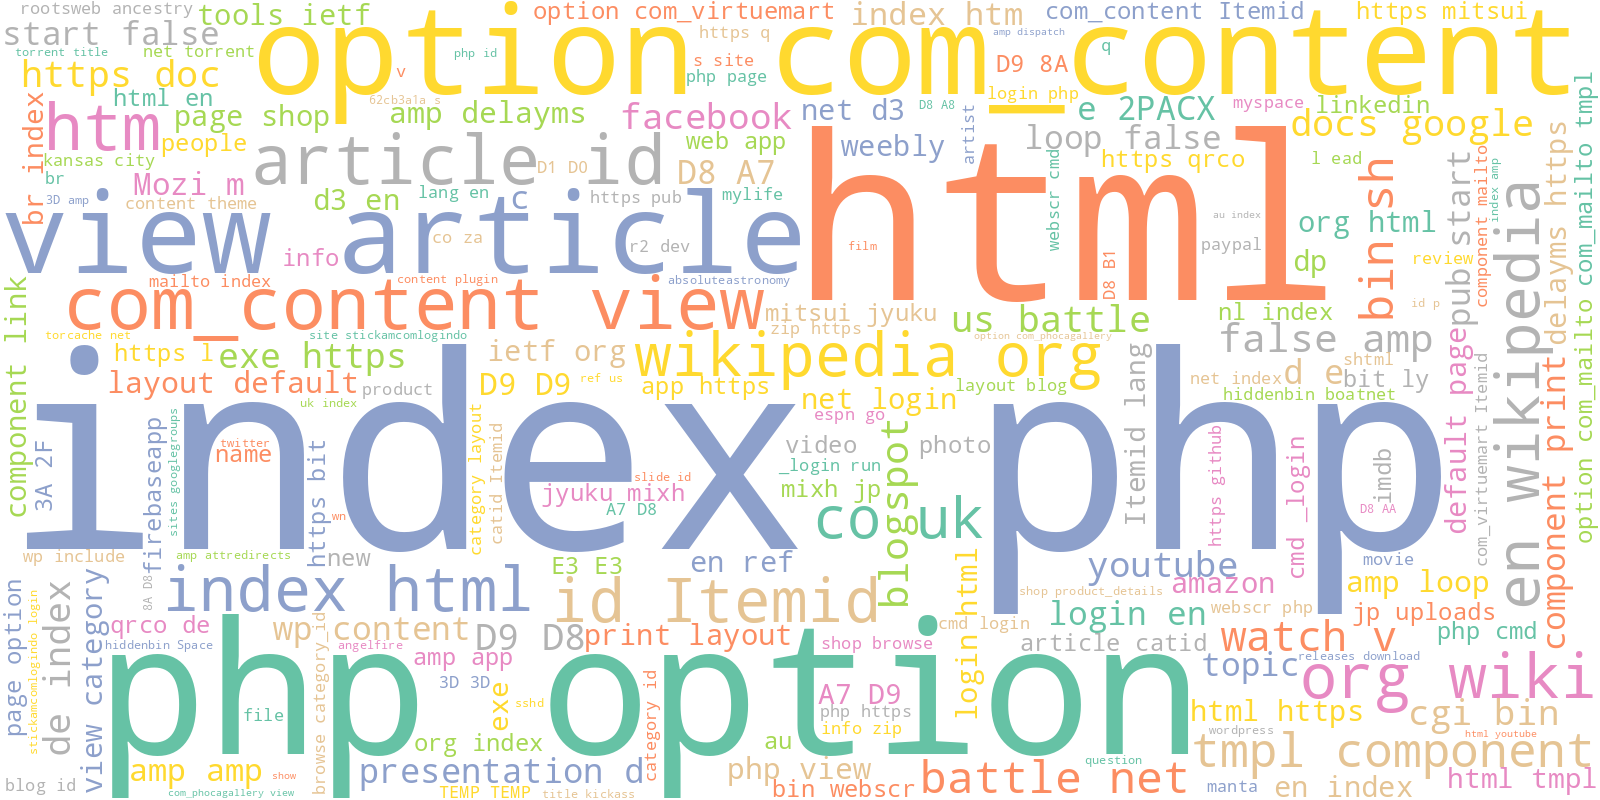 rootsweb ancestry
tools ietf
option com_virtuemart
index htm
com_content Itemid
https mitsui
start false
net torrent
torrent title
php id
option com_content
https q
amp dispatch
q
https doc
v
s site
php page
D9 8A
html en
62cb3a1a s
login php
br index
htm
page shop
amp delayms
facebook
net d3
D8 A8
e 2PACX
myspace
linkedin
docs google
people
article id
web app
weebly
artist
loop false
https qrco
l ead
kansas city
br
Mozi m
D1 D0
D8 A7
webscr cmd
bin sh
pub start
component mailto
index amp
com_mailto tmpl
3D amp
content theme
d3 en
lang en
c
https pub
mylife
html
au index
org html
en wikipedia
delayms https
view article
info
co za
r2 dev
film
paypal
dp
review
mailto index
content plugin
absoluteastronomy
D8 B1
id p
component link
com_content view
mitsui jyuku
zip https
us battle
nl index
false amp
torcache net
site stickamcomlogindo
option com_phocagallery
https l
exe https
ietf org
wikipedia org
shtml
layout default
product
D9 D9
ref us
app https
layout blog
net index
d e
bit ly
uk index
net login
hiddenbin boatnet
espn go
index php
3A 2F
firebaseapp
sites googlegroups
twitter
name
https bit
category layout
catid Itemid
video
photo
blogspot
Itemid lang
https github
cmd _login
imdb
default page
com_virtuemart Itemid
component print
option com_mailto
_login run
slide id
jyuku mixh
mixh jp
A7 D8
D8 AA
wn
co uk
wp include
amp attredirects
new
E3 E3
en ref
youtube
movie
8A D8
index html
id Itemid
shop product_details
amazon
amp loop
page option
stickamcomlogindo login
de index
view category
qrco de
hiddenbin Space
wp content
browse category_id
angelfire
D9 D8
print layout
shop browse
login html
cmd login
login en
webscr php
jp uploads
article catid
watch v
php cmd
php option
amp app
3D 3D
topic
releases download
org wiki
A7 D9
file
exe
sshd
category id
php https
info zip
html https
cgi bin
wordpress
html youtube
org index
au
tmpl component
amp amp
show
presentation d
php view
question
battle net
blog id
com_phocagallery view
TEMP TEMP
title kickass
bin webscr
manta
en index
html tmpl